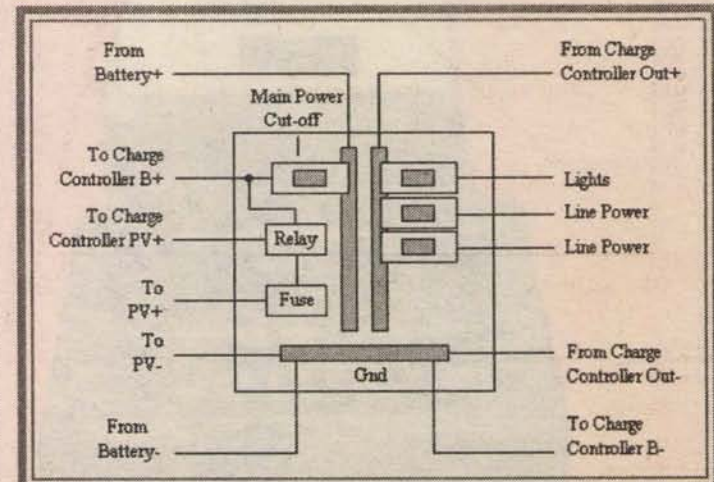 From
Battery+
From Charge
Controller Out+
Main Power
Cut-off
To Charge
Controller B+
Lights
To Charge
Controller PV+
Relay
Line Power
Line Power
To
PV+
Fuse
To
PV-
Gnd
From Charge
Controller Out-
From
Battery-
To Charge
Controller B-